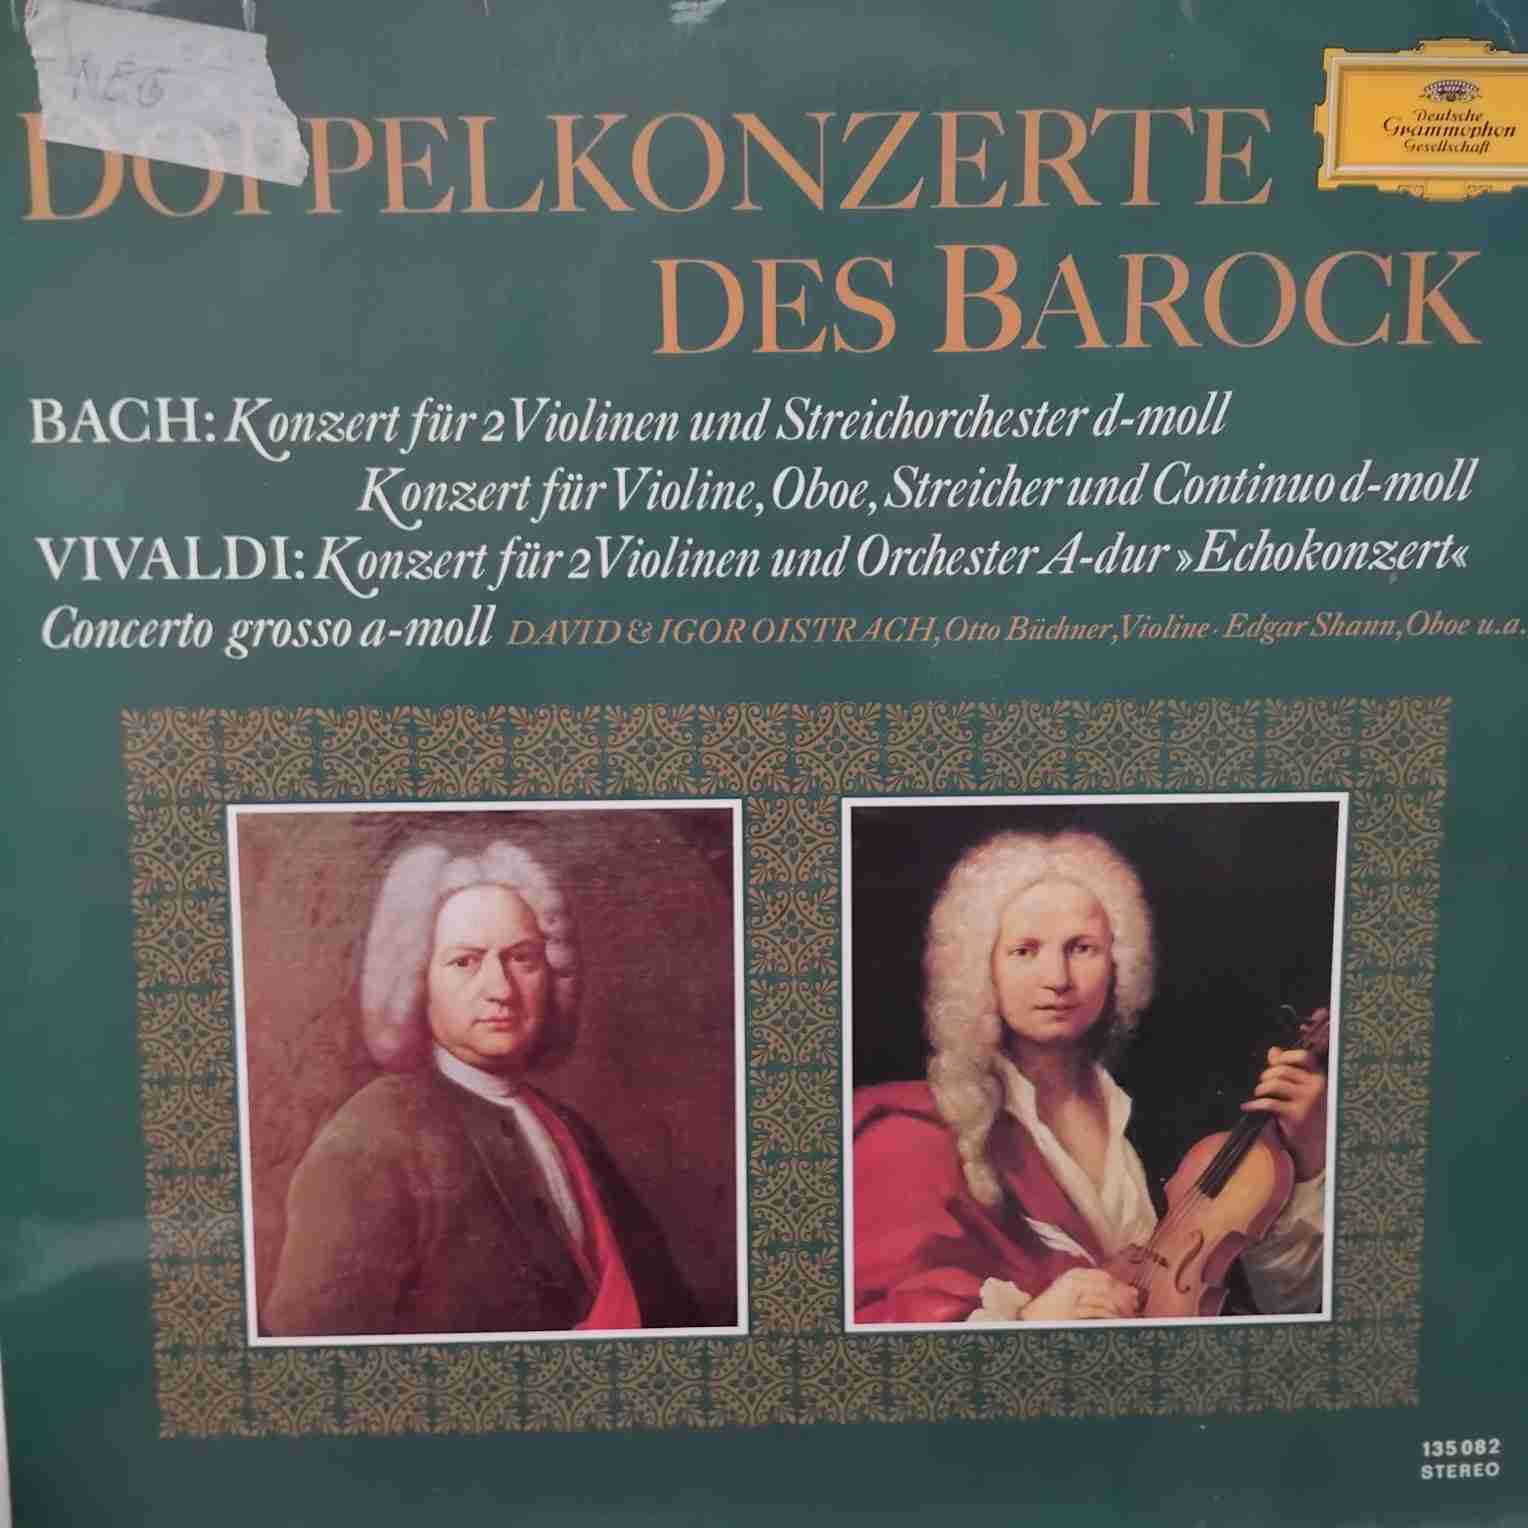 NEG
DOPPELKONZERTE
DES BAROCK
Deutsche
Grammophon
Gesellschaft
BACH: Konzert für 2 Violinen und Streichorchester d-moll
Konzert für Violine, Oboe, Streicher und Continuo d-moll
VIVALDI: Konzert für 2 Violinen und Orchester A-dur »Echokonzert«
Concerto grosso a-moll DAVID & IGOR OISTRACH, Otto Büchner, Violine · Edgar Shann, Oboe u.a.
135 082
STEREO